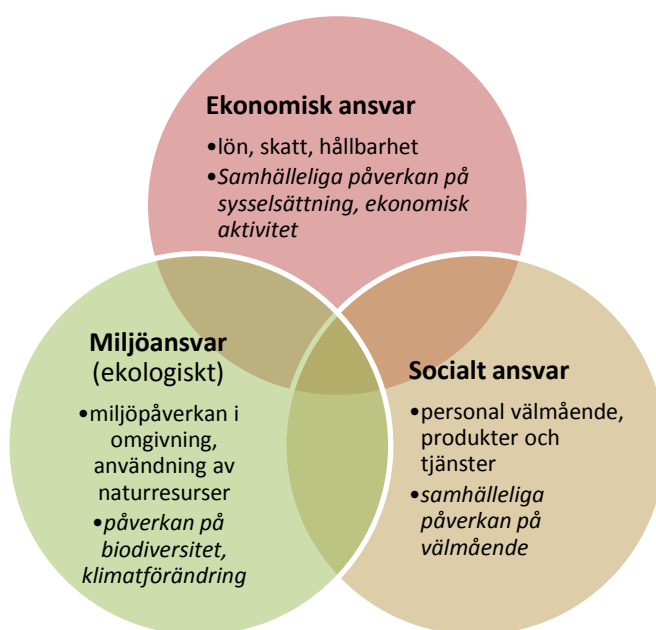 Ekonomisk ansvar
•lön, skatt, hållbarhet
•Samhälleliga påverkan på
sysselsättning, ekonomisk
aktivitet
Miljöansvar
(ekologiskt)
•miljöpåverkan i
omgivning,
användning av
naturresurser
•påverkan på
biodiversitet,
klimatförändring
Socialt ansvar
•personal välmående,
produkter och
tjänster
•samhälleliga
påverkan på
välmående